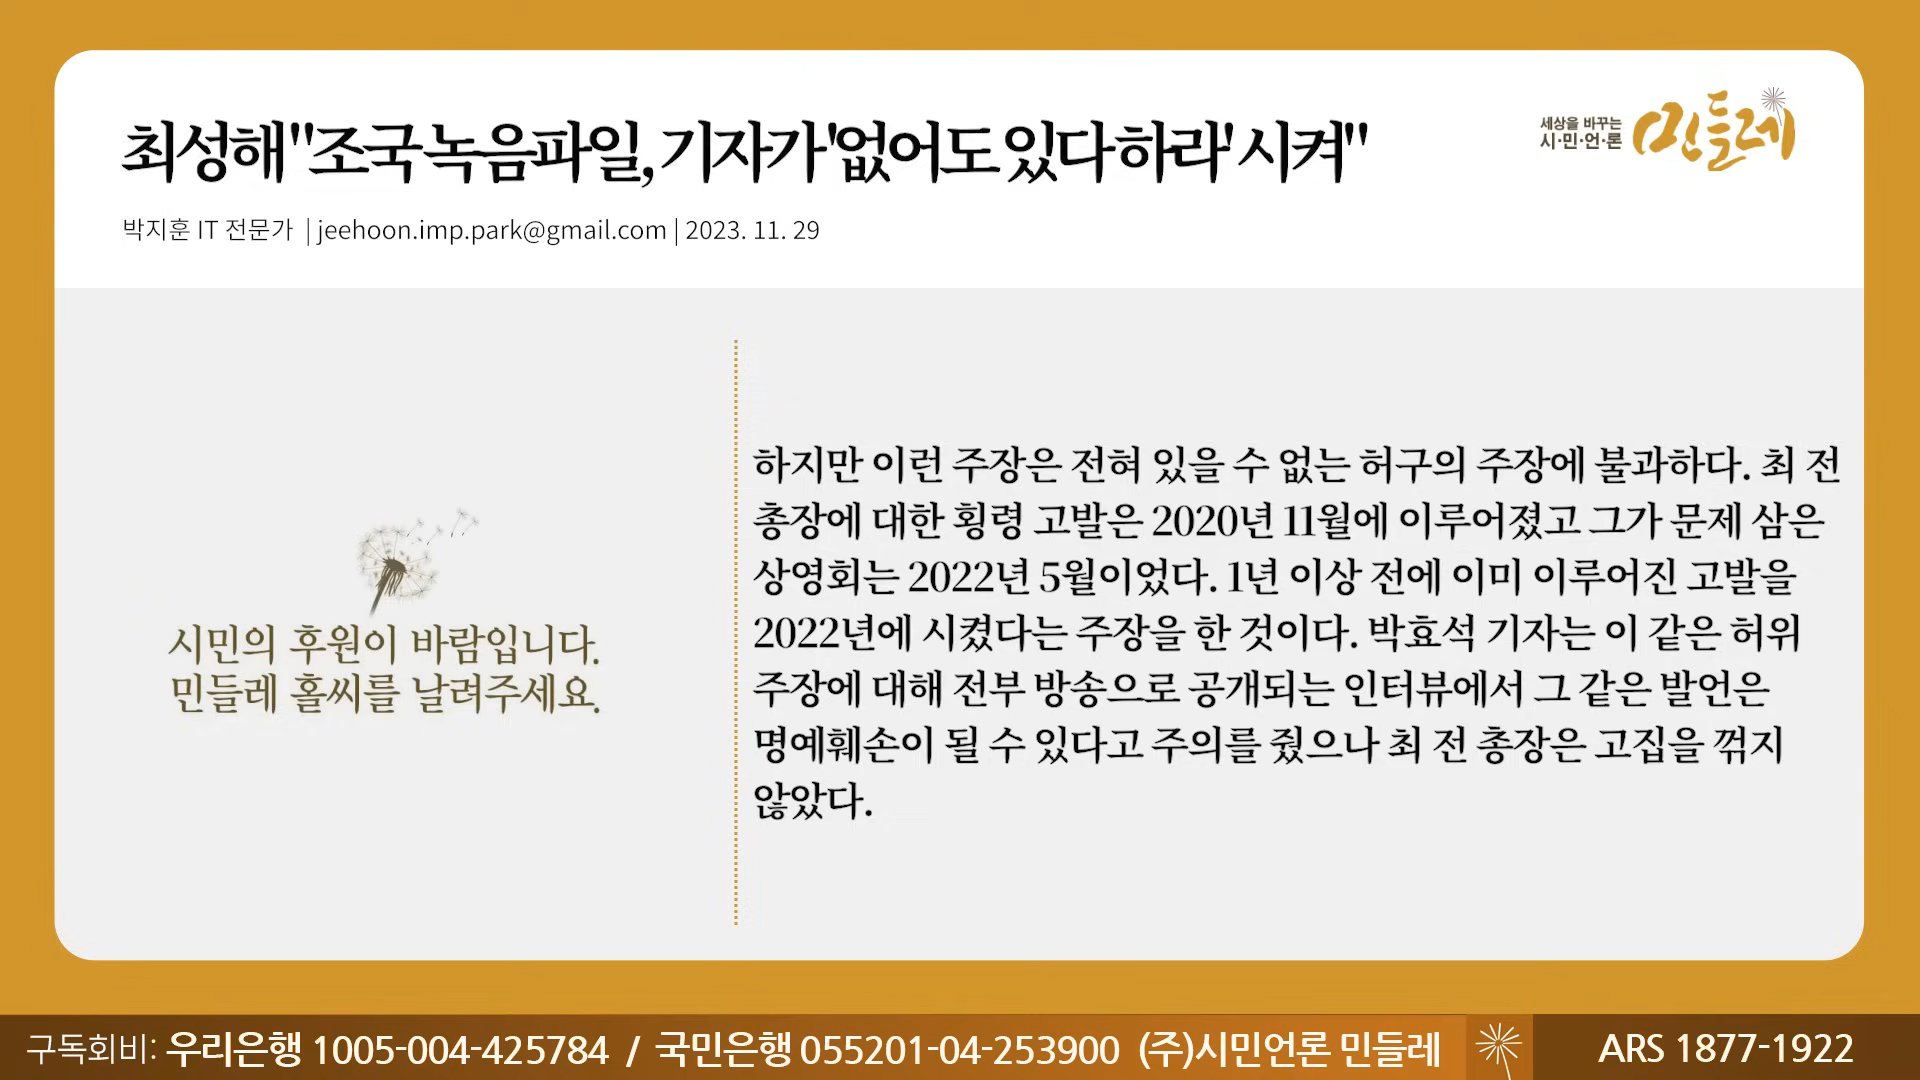 최성해"조국 녹음파일, 기자가 '없어도 있다 하라' 시켜"
세상을 바꾸는
시·민·언·론
민들레
박지훈 IT 전문가 | jeehoon.imp.park@gmail.com | 2023. 11. 29
시민의 후원이 바람입니다.
민들레 홀씨를 날려주세요.
하지만 이런 주장은 전혀 있을 수 없는 허구의 주장에 불과하다. 최 전
총장에 대한 횡령 고발은 2020년 11월에 이루어졌고 그가 문제 삼은
상영회는 2022년 5월이었다. 1년 이상 전에 이미 이루어진 고발을
2022년에 시켰다는 주장을 한 것이다. 박효석 기자는 이 같은 허위
주장에 대해 전부 방송으로 공개되는 인터뷰에서 그 같은 발언은
명예훼손이 될 수 있다고 주의를 줬으나 최 전 총장은 고집을 꺾지
않았다.
구독회비: 우리은행 1005-004-425784 / 국민은행 055201-04-253900 (주)시민언론 민들레
ARS 1877-1922